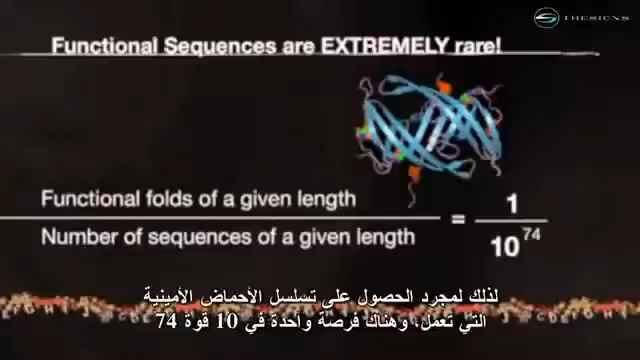 THESIGNS
Functional Sequences are EXTREMELY rare!
Functional folds of a given length
Number of sequences of a given length
= 1
10^74
لذلك لمجرد الحصول على تسلسل الأحماض الأمينية
التي تعمل، وهناك فرصة واحدة في 10 قوة 74